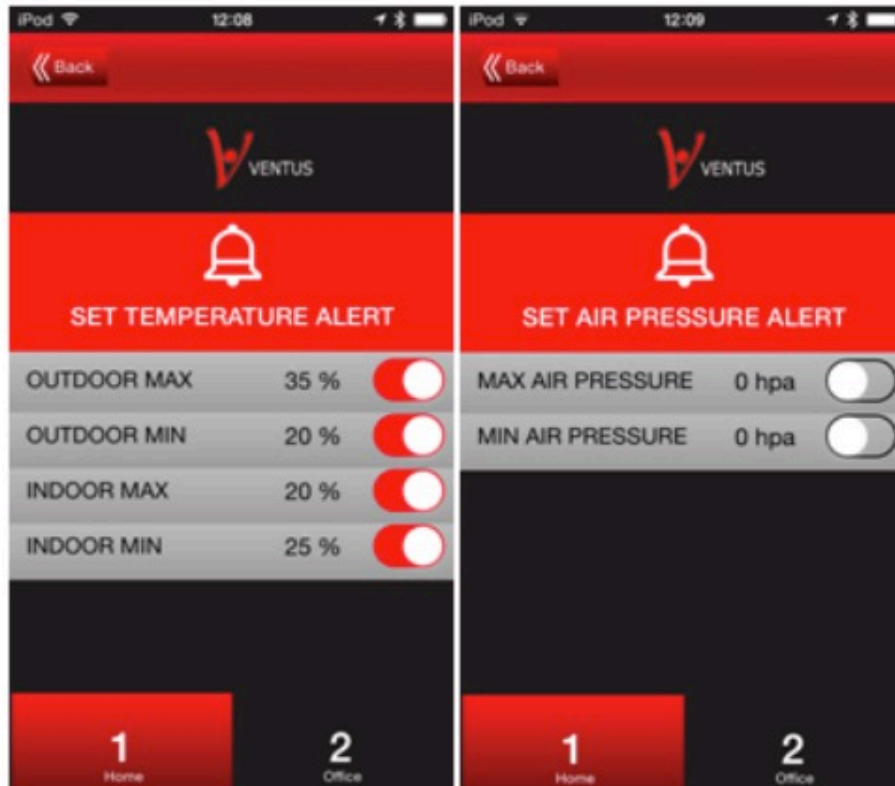 iPod 12:08
Back
VENTUS
SET TEMPERATURE ALERT
OUTDOOR MAX 35 %
OUTDOOR MIN 20 %
INDOOR MAX 20 %
INDOOR MIN 25 %
1 2
Home Office
iPod 12:09
Back
VENTUS
SET AIR PRESSURE ALERT
MAX AIR PRESSURE 0 hpa
MIN AIR PRESSURE 0 hpa
1 2
Home Office